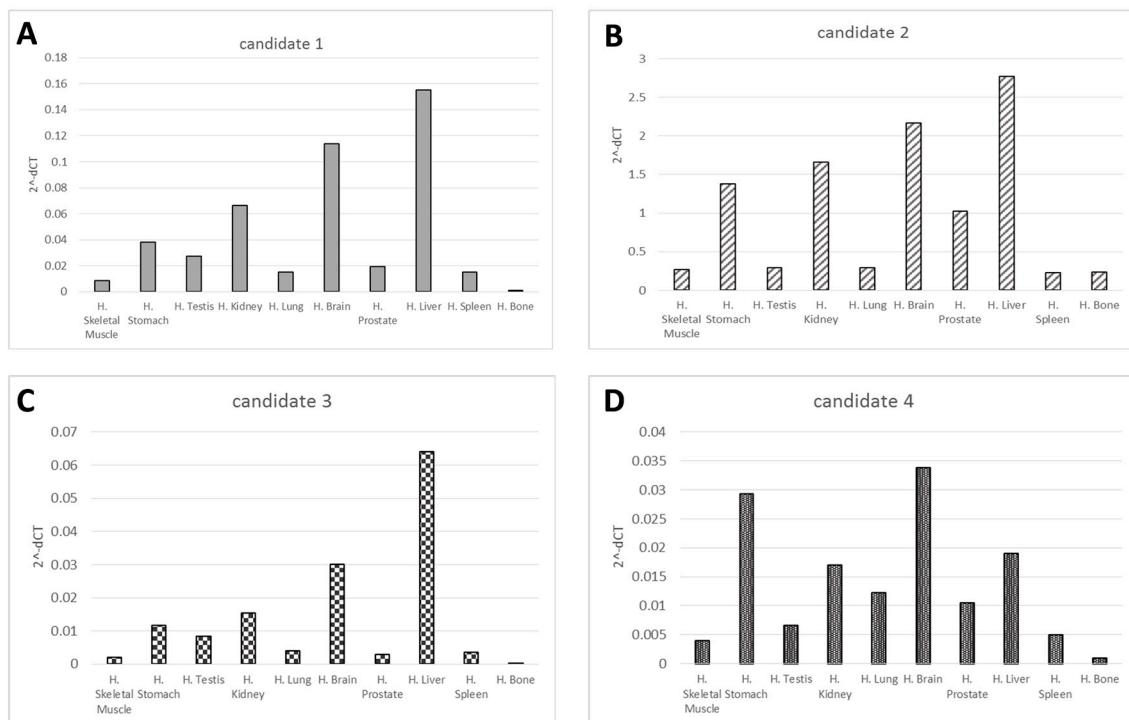 A
candidate 1
0.18
0.16
0.14
0.12
0.1
0.08
0.06
0.04
0.02
0
2^-dCT
H. Skeletal Muscle
H. Stomach
H. Testis
H. Kidney
H. Lung
H. Brain
H. Prostate
H. Liver
H. Spleen
H. Bone
B
candidate 2
3
2.5
2
1.5
1
0.5
0
2^-dCT
H. Skeletal Muscle
H. Stomach
H. Testis
H. Kidney
H. Lung
H. Brain
H. Prostate
H. Liver
H. Spleen
H. Bone
C
candidate 3
0.07
0.06
0.05
0.04
0.03
0.02
0.01
0
2^-dCT
H. Skeletal Muscle
H. Stomach
H. Testis
H. Kidney
H. Lung
H. Brain
H. Prostate
H. Liver
H. Spleen
H. Bone
D
candidate 4
0.04
0.035
0.03
0.025
0.02
0.015
0.01
0.005
0
2^-dCT
H. Skeletal Muscle
H. Stomach
H. Testis
H. Kidney
H. Lung
H. Brain
H. Prostate
H. Liver
H. Spleen
H. Bone